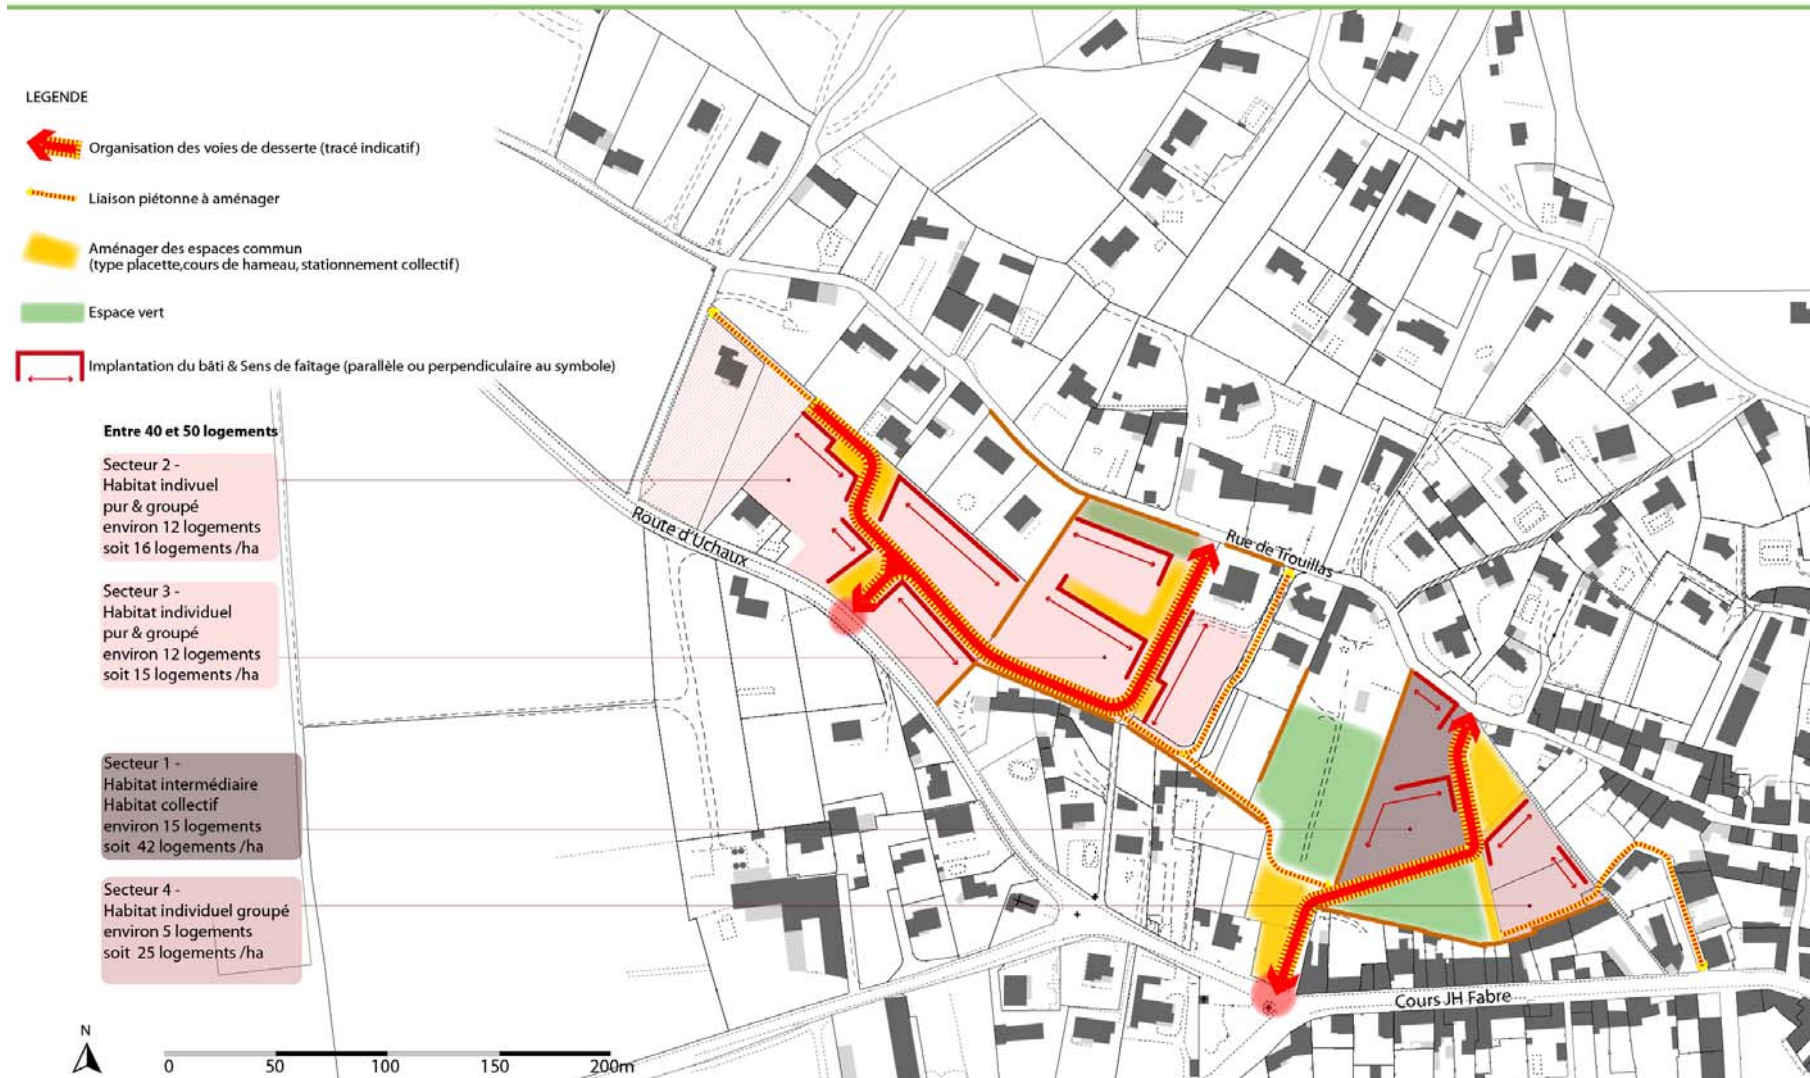 LEGENDE
Organisation des voies de desserte (tracé indicatif)
Liaison piétonne à aménager
Aménager des espaces commun
(type placette,cours de hameau, stationnement collectif)
Espace vert
Implantation du bâti & Sens de faîtage (parallèle ou perpendiculaire au symbole)
Entre 40 et 50 logements
Secteur 2 -
Habitat indivuel
pur & groupé
environ 12 logements
soit 16 logements /ha
Secteur 3 -
Habitat individuel
pur & groupé
environ 12 logements
soit 15 logements /ha
Secteur 1 -
Habitat intermédiaire
Habitat collectif
environ 15 logements
soit 42 logements /ha
Secteur 4 -
Habitat individuel groupé
environ 5 logements
soit 25 logements /ha
Route d'Uchaux
Rue de Trouillas
Cours JH Fabre
N
0 50 100 150 200m